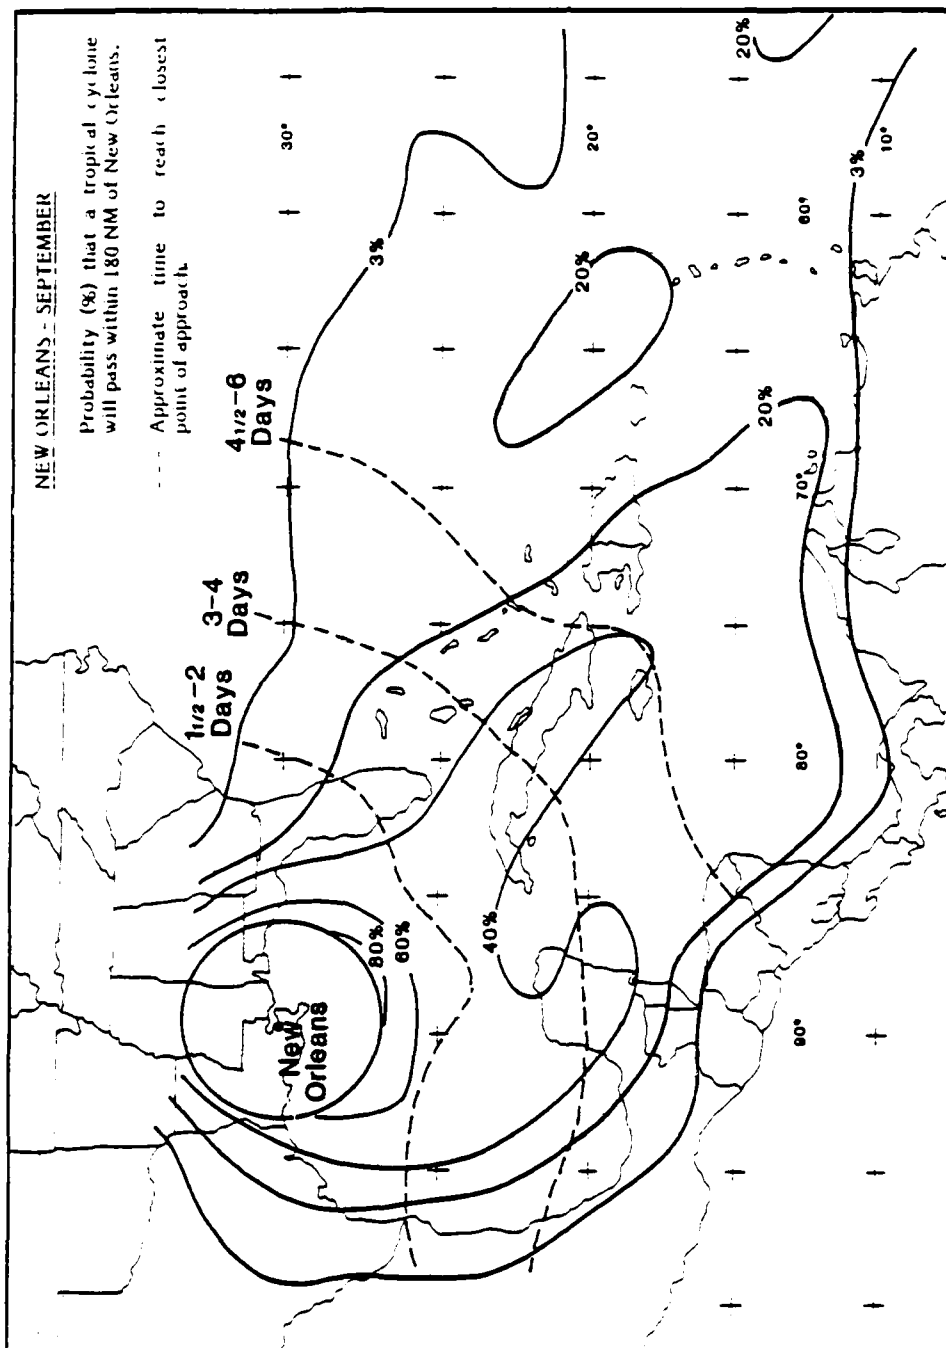 NEW ORLEANS - SEPTEMBER
Probability (%) that a tropical cyclone
will pass within 180 NM of New Orleans.
--- Approximate time to reach closest
point of approach.
1 1/2-2
Days
3-4
Days
4 1/2-6
Days
30°
3%
20%
20%
20°
60°
10°
3%
20%
70°
80°
40%
80%
60%
New
Orleans
90°